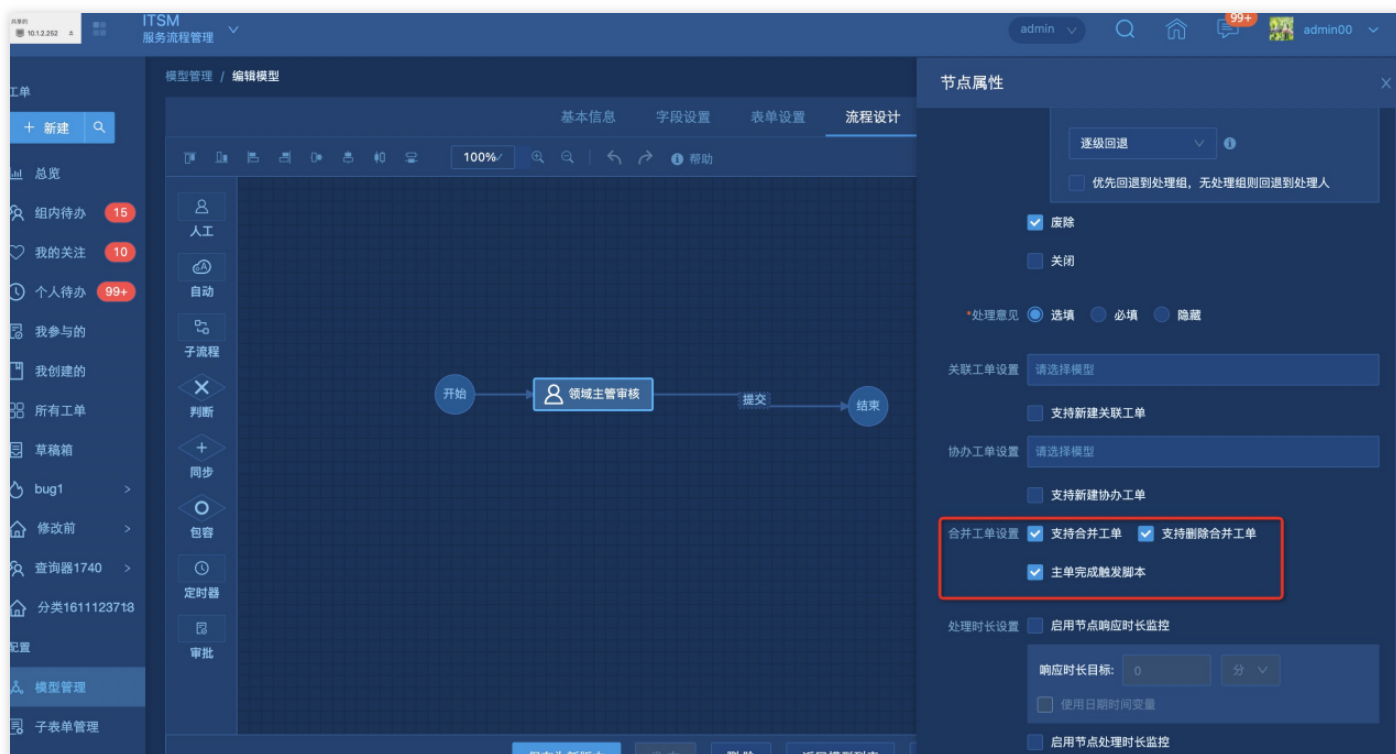 共享的
10.1.2.252
ITSM
服务流程管理
admin
99+
admin00
工单
+ 新建
总览
组内待办 15
我的关注 10
个人待办 99+
我参与的
我创建的
所有工单
草稿箱
bug1 >
修改前 >
查询器1740 >
分类1611123718
配置
模型管理
子表单管理
模型管理 / 编辑模型
基本信息 字段设置 表单设置 流程设计
100%
帮助
人工
自动
子流程
判断
同步
包容
定时器
审批
开始
领域主管审核
提交
结束
节点属性
逐级回退
优先回退到处理组，无处理组则回退到处理人
废除
关闭
*处理意见 选填 必填 隐藏
关联工单设置 请选择模型
支持新建关联工单
协办工单设置 请选择模型
支持新建协办工单
合并工单设置 支持合并工单 支持删除合并工单
主单完成触发脚本
处理时长设置 启用节点响应时长监控
响应时长目标: 0 分
使用日期时间变量
启用节点处理时长监控